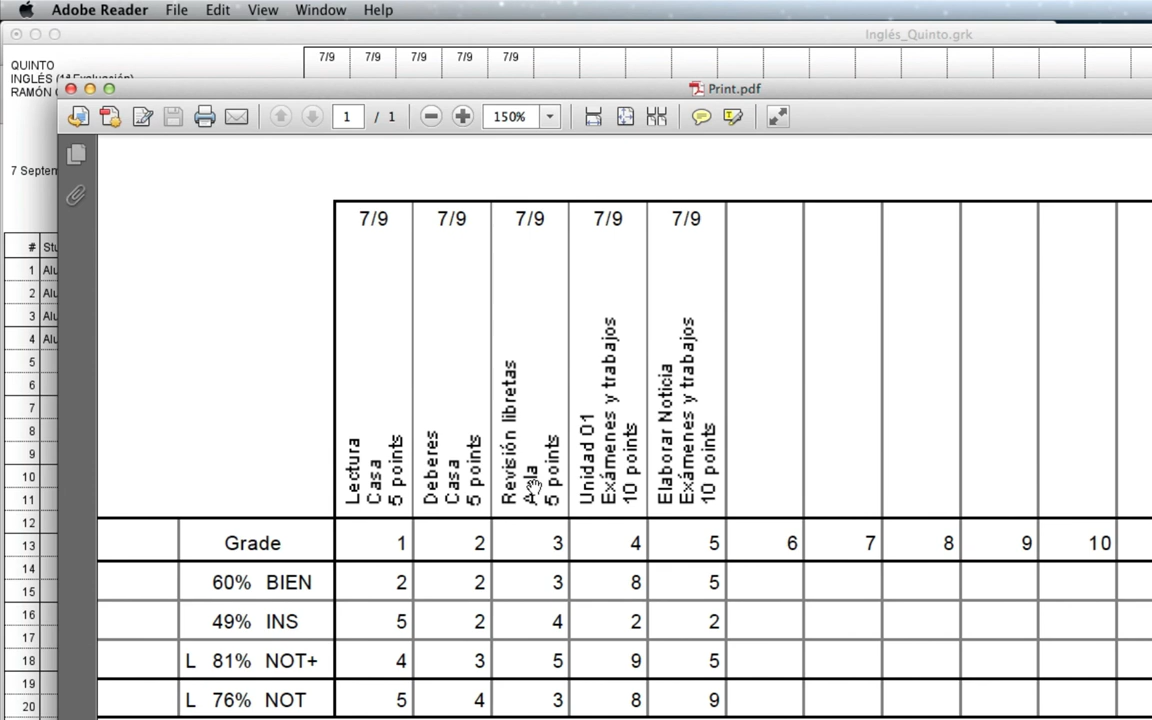 Adobe Reader File Edit View Window Help
Inglés_Quinto.grk
QUINTO 7/9 7/9 7/9 7/9 7/9
INGLÉS (1ª Evaluación)
RAMÓN
Print.pdf
1 / 1 150%
7
7/9 7/9 7/9 7/9 7/9
Lectura
Casa
5 points
Deberes
Casa
5 points
Revisión libretas
5 points
Unidad 01
Exámenes y trabajos
10 points
Elaborar Noticia
Exámenes y trabajos
10 points
Grade 1 2 3 4 5 6 7 8 9 10
60% BIEN 2 2 3 8 5
49% INS 5 2 4 2 2
L 81% NOT+ 4 3 5 9 5
L 76% NOT 5 4 3 8 9
#
1
2
3
4
5
6
7
8
9
10
11
12
13
14
15
16
17
18
19
20